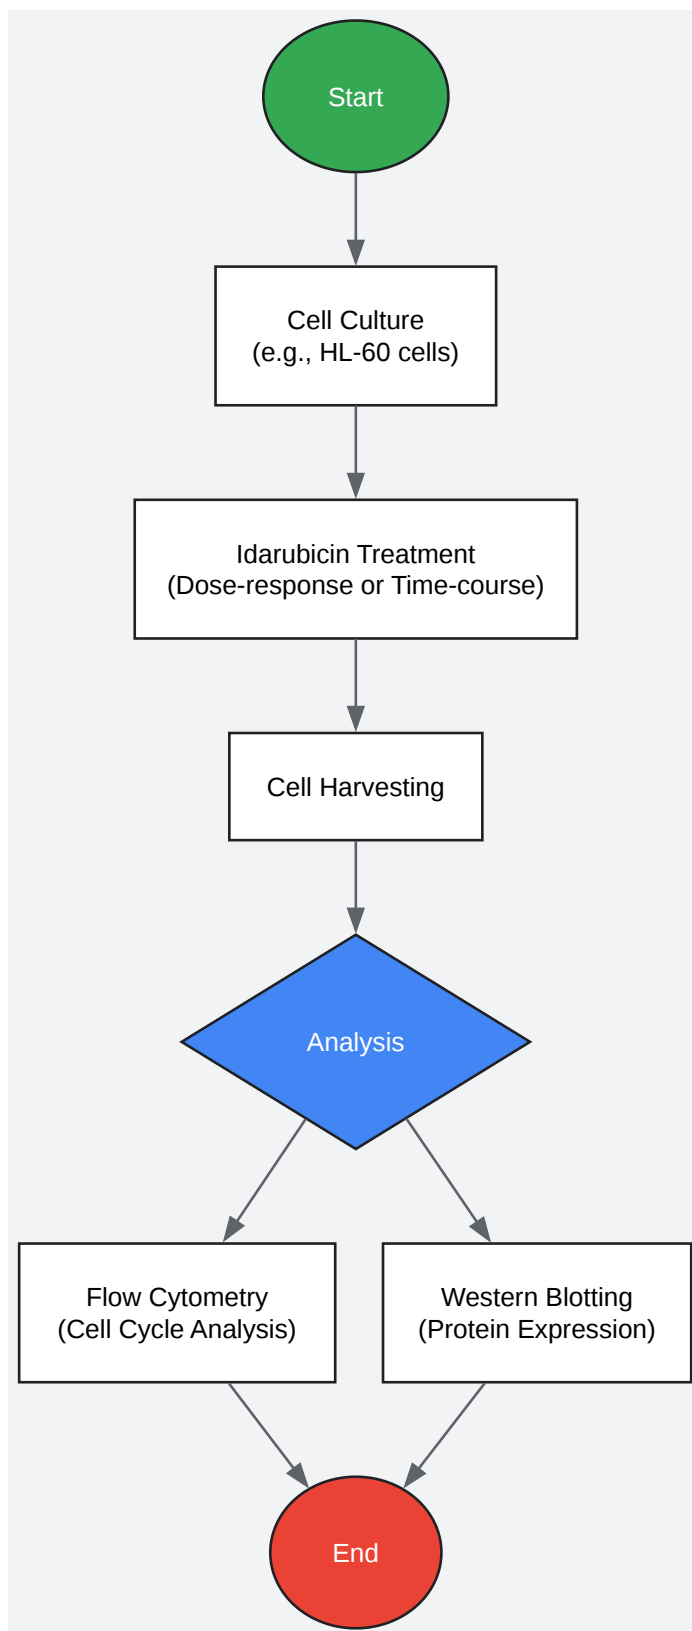 Start
Cell Culture
(e.g., HL-60 cells)
Idarubicin Treatment
(Dose-response or Time-course)
Cell Harvesting
Analysis
Flow Cytometry
(Cell Cycle Analysis)
Western Blotting
(Protein Expression)
End